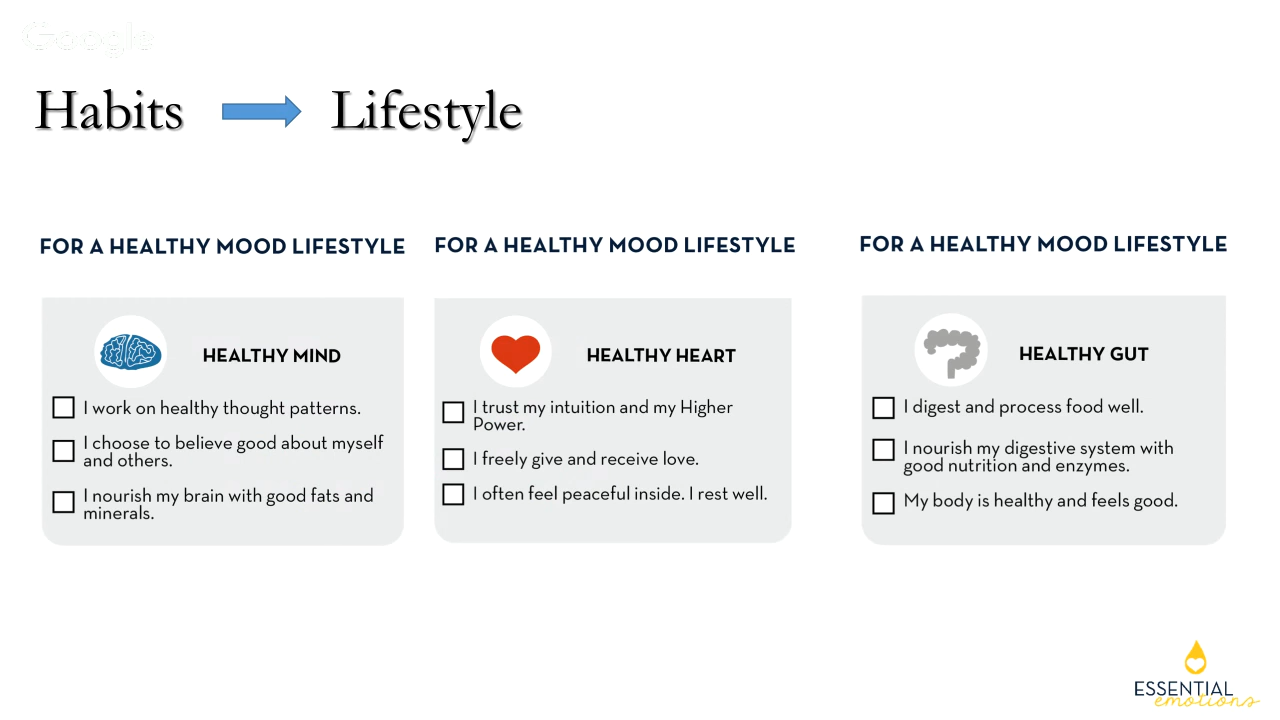 Google
Habits
Lifestyle
FOR A HEALTHY MOOD LIFESTYLE
HEALTHY MIND
I work on healthy thought patterns.
I choose to believe good about myself
and others.
I nourish my brain with good fats and
minerals.
FOR A HEALTHY MOOD LIFESTYLE
HEALTHY HEART
I trust my intuition and my Higher
Power.
I freely give and receive love.
I often feel peaceful inside. I rest well.
FOR A HEALTHY MOOD LIFESTYLE
HEALTHY GUT
I digest and process food well.
I nourish my digestive system with
good nutrition and enzymes.
My body is healthy and feels good.
ESSENTIAL
emotions